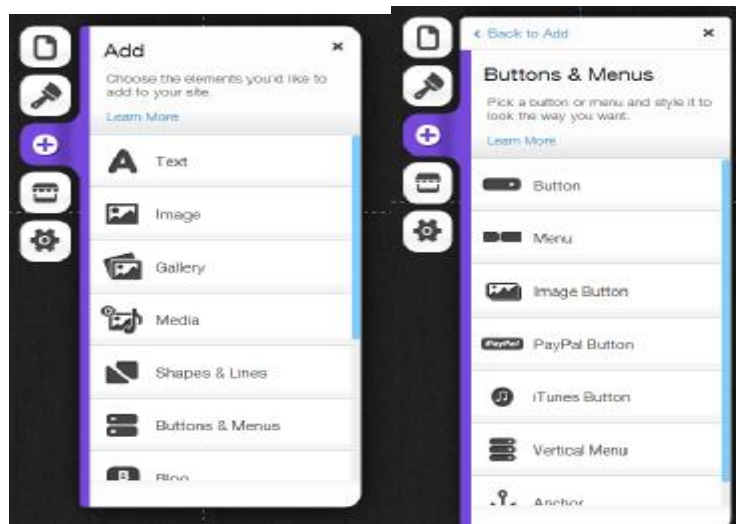 Add
Choose the elements you'd like to
add to your site.
Learn More
Text
Image
Gallery
Media
Shapes & Lines
Buttons & Menus
Blog
Back to Add
Buttons & Menus
Pick a button or menu and style it to
look the way you want.
Learn More
Button
Menu
Image Button
PayPal
PayPal Button
iTunes Button
Vertical Menu
Anchor